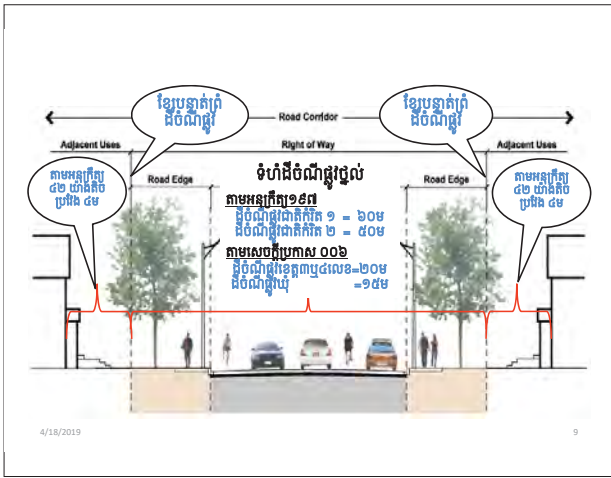 ខ្សែបន្ទាត់ព្រំ
ដីចំណីផ្លូវ
ខ្សែបន្ទាត់ព្រំ
ដីចំណីផ្លូវ
Road Corridor
Adjacent Uses
Right of Way
Adjacent Uses
តាមអនុក្រឹត្យ
៤២ យ៉ាងតិច
ប្រវែង ៤ម
Road Edge
ទំហំដីចំណីផ្លូវថ្នល់
Road Edge
តាមអនុក្រឹត្យ
៤២ យ៉ាងតិច
ប្រវែង ៤ម
តាមអនុក្រឹត្យ១៩៧
ដីចំណីផ្លូវជាតិកំរិត ១ = ៦០ម
ដីចំណីផ្លូវជាតិកំរិត ២ = ៥០ម
តាមសេចក្តីប្រកាស ០០៦
ដីចំណីផ្លូវខេត្ត៣ឬ៤លេខ=២០ម
ដីចំណីផ្លូវឃុំ =១៥ម
4/18/2019
9